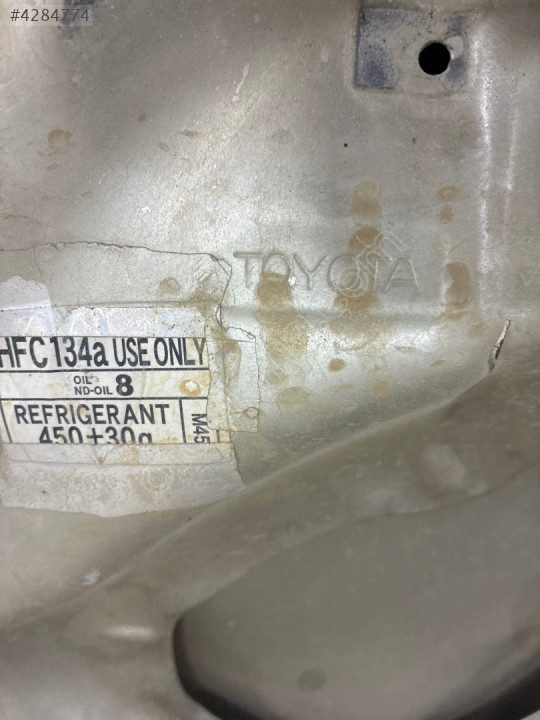 #4284774
TOYOTA
HFC134a USE ONLY
OIL
ND-OIL 8
REFRIGERANT
450±30g
M45